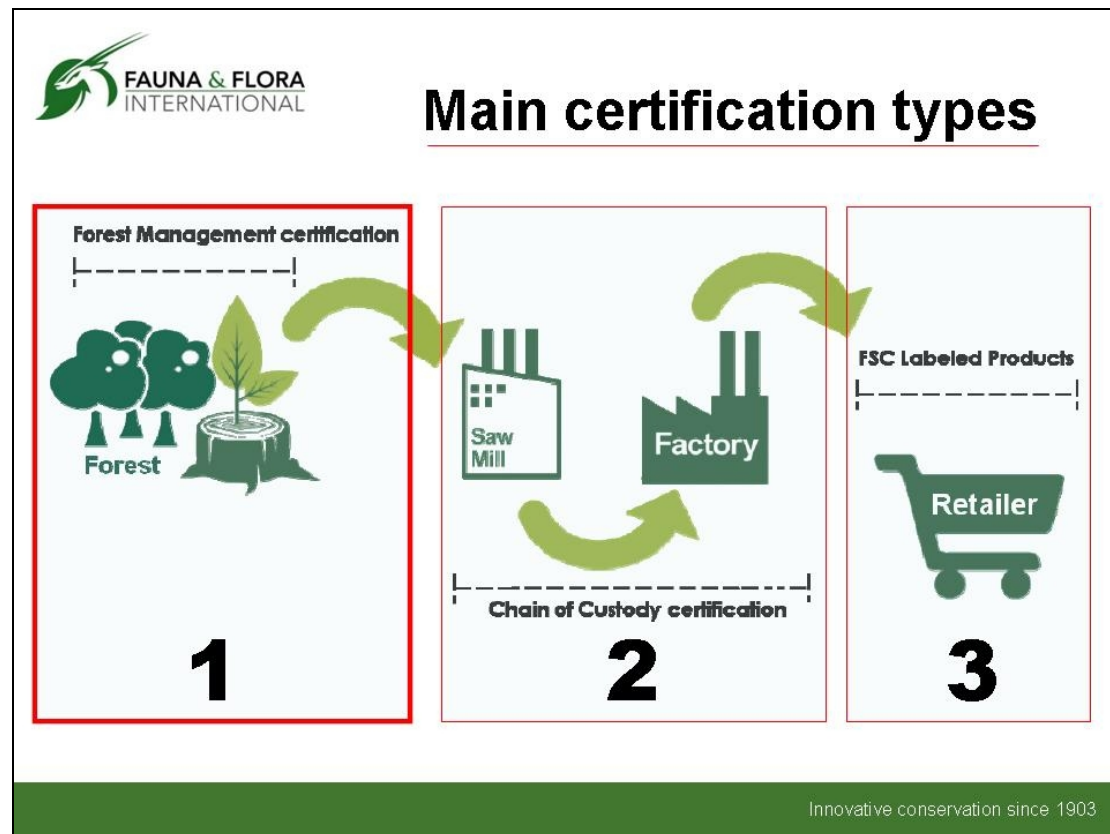 FAUNA & FLORA
INTERNATIONAL
Main certification types
Forest Management certification
Forest
1
Saw
Mill
Factory
Chain of Custody certification
2
FSC Labeled Products
Retailer
3
Innovative conservation since 1903